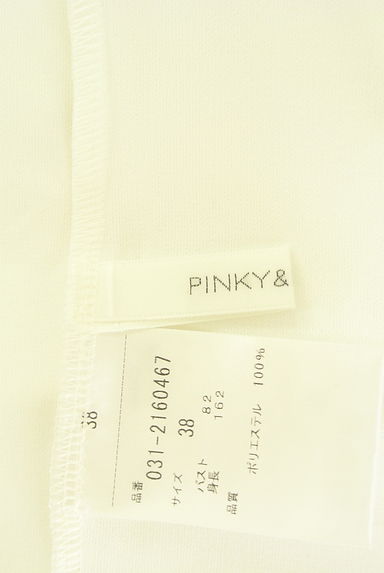 PINKY&
38
品番 031-2160467
サイズ 38
バスト 82
身長 162
品質
ポリエステル 100%